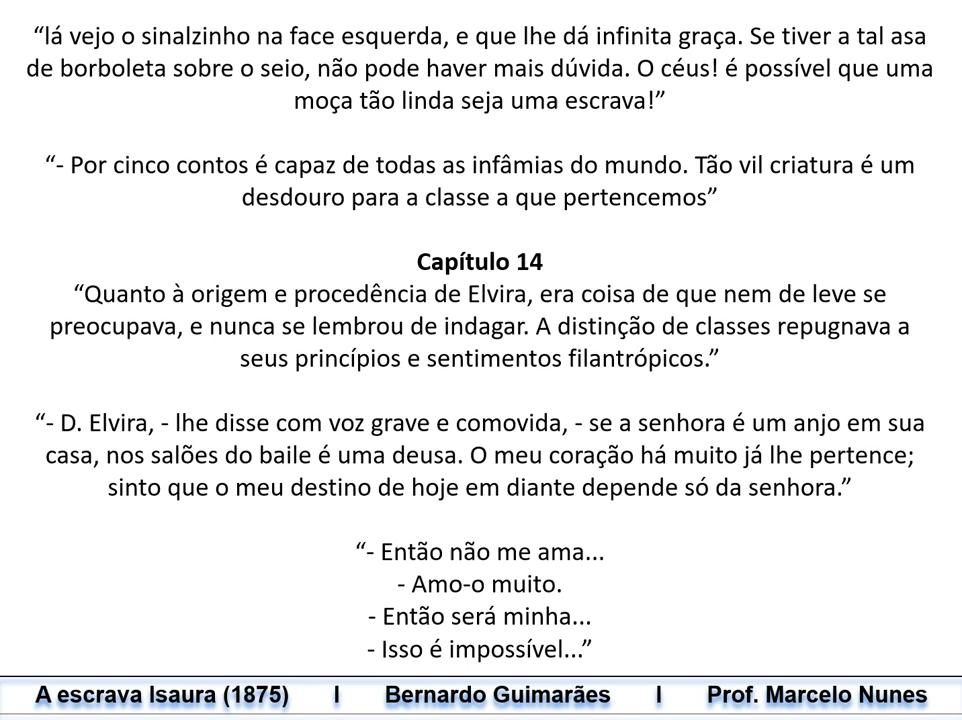 “lá vejo o sinalzinho na face esquerda, e que lhe dá infinita graça. Se tiver a tal asa
de borboleta sobre o seio, não pode haver mais dúvida. O céus! é possível que uma
moça tão linda seja uma escrava!”
“- Por cinco contos é capaz de todas as infâmias do mundo. Tão vil criatura é um
desdouro para a classe a que pertencemos”
Capítulo 14
“Quanto à origem e procedência de Elvira, era coisa de que nem de leve se
preocupava, e nunca se lembrou de indagar. A distinção de classes repugnava a
seus princípios e sentimentos filantrópicos.”
“- D. Elvira, - lhe disse com voz grave e comovida, - se a senhora é um anjo em sua
casa, nos salões do baile é uma deusa. O meu coração há muito já lhe pertence;
sinto que o meu destino de hoje em diante depende só da senhora.”
“- Então não me ama...
- Amo-o muito.
- Então será minha...
- Isso é impossível...”
A escrava Isaura (1875) I Bernardo Guimarães I Prof. Marcelo Nunes